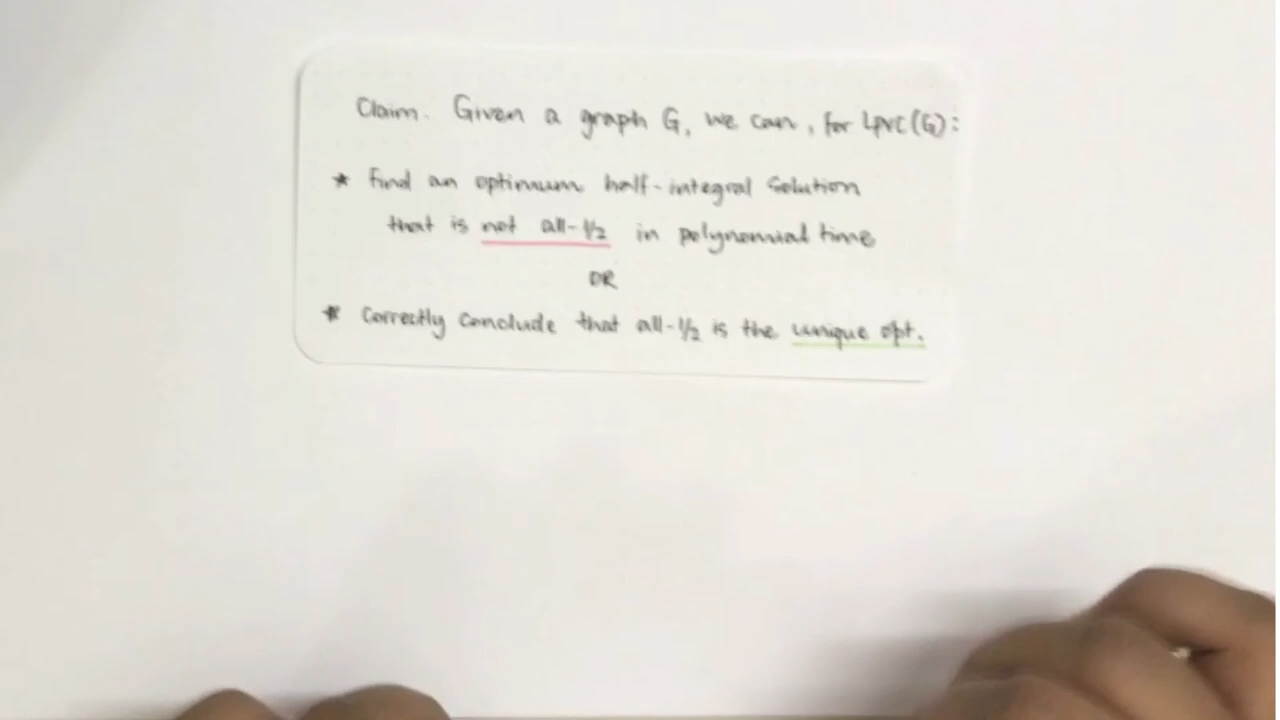 Claim. Given a graph G, we can, for LPVC(G):
* find an optimum half-integral solution
that is not all-1/2 in polynomial time
OR
* Correctly conclude that all-1/2 is the unique opt.